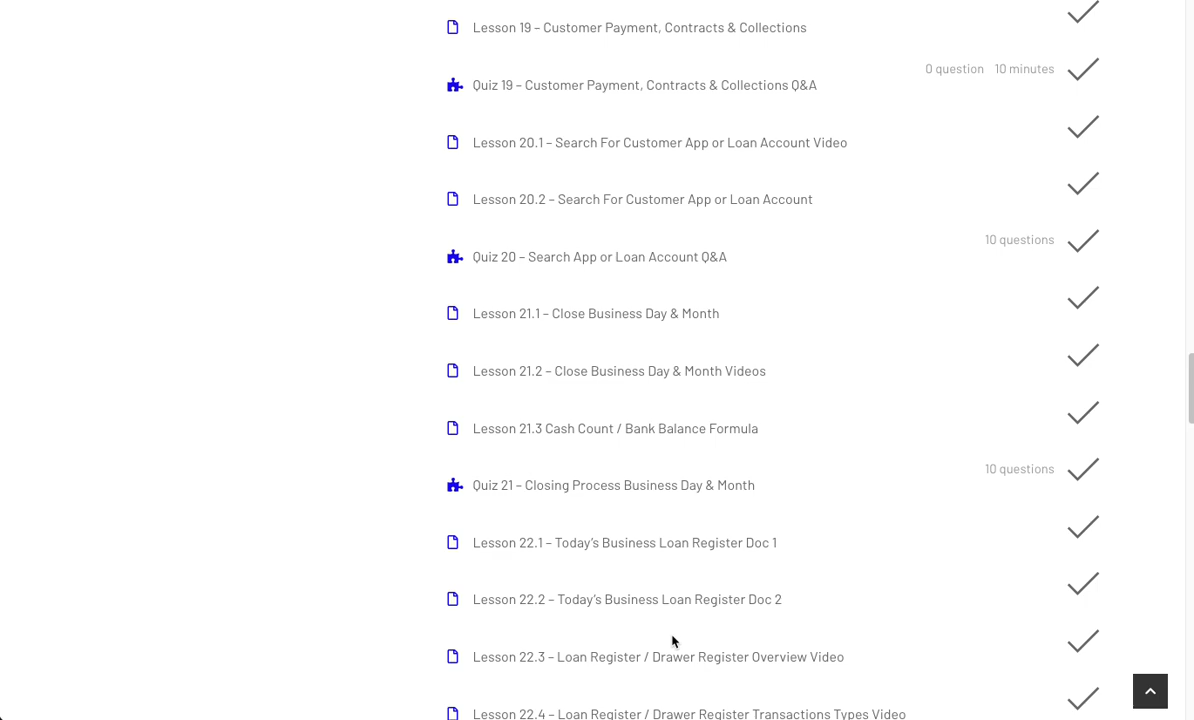 Lesson 19 – Customer Payment, Contracts & Collections
0 question 10 minutes
Quiz 19 – Customer Payment, Contracts & Collections Q&A
Lesson 20.1 – Search For Customer App or Loan Account Video
Lesson 20.2 – Search For Customer App or Loan Account
10 questions
Quiz 20 – Search App or Loan Account Q&A
Lesson 21.1 – Close Business Day & Month
Lesson 21.2 – Close Business Day & Month Videos
Lesson 21.3 Cash Count / Bank Balance Formula
10 questions
Quiz 21 – Closing Process Business Day & Month
Lesson 22.1 – Today’s Business Loan Register Doc 1
Lesson 22.2 – Today’s Business Loan Register Doc 2
Lesson 22.3 – Loan Register / Drawer Register Overview Video
Lesson 22.4 – Loan Register / Drawer Register Transactions Types Video